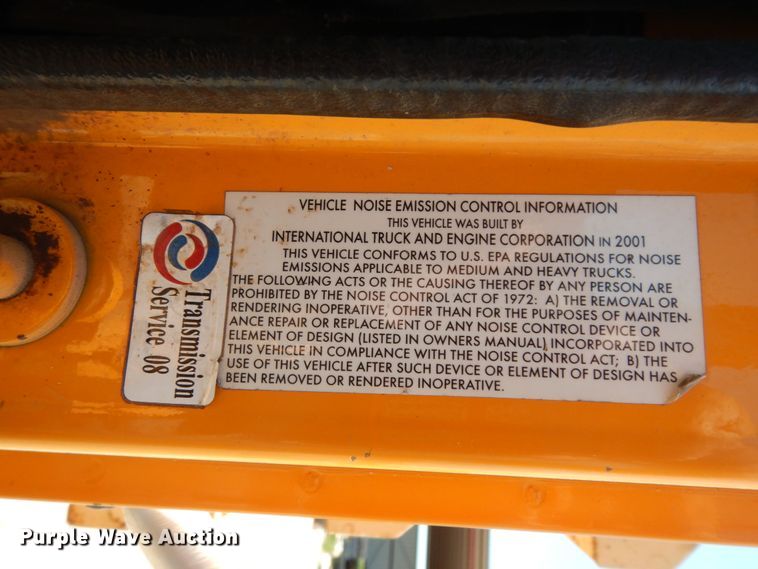 VEHICLE NOISE EMISSION CONTROL INFORMATION
THIS VEHICLE WAS BUILT BY
INTERNATIONAL TRUCK AND ENGINE CORPORATION IN 2001
THIS VEHICLE CONFORMS TO U.S. EPA REGULATIONS FOR NOISE
EMISSIONS APPLICABLE TO MEDIUM AND HEAVY TRUCKS.
THE FOLLOWING ACTS OR THE CAUSING THEREOF BY ANY PERSON ARE
PROHIBITED BY THE NOISE CONTROL ACT OF 1972: A) THE REMOVAL OR
RENDERING INOPERATIVE, OTHER THAN FOR THE PURPOSES OF MAINTEN-
ANCE REPAIR OR REPLACEMENT OF ANY NOISE CONTROL DEVICE OR
ELEMENT OF DESIGN (LISTED IN OWNERS MANUAL) INCORPORATED INTO
THIS VEHICLE IN COMPLIANCE WITH THE NOISE CONTROL ACT; B) THE
USE OF THIS VEHICLE AFTER SUCH DEVICE OR ELEMENT OF DESIGN HAS
BEEN REMOVED OR RENDERED INOPERATIVE.
Transmission
Service 08
Purple Wave Auction